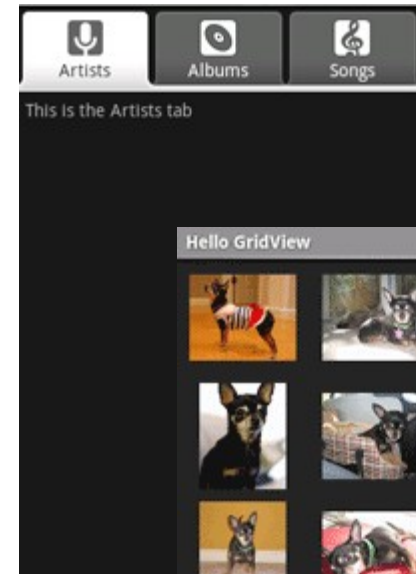 Artists
Albums
Songs
This is the Artists tab
Hello GridView